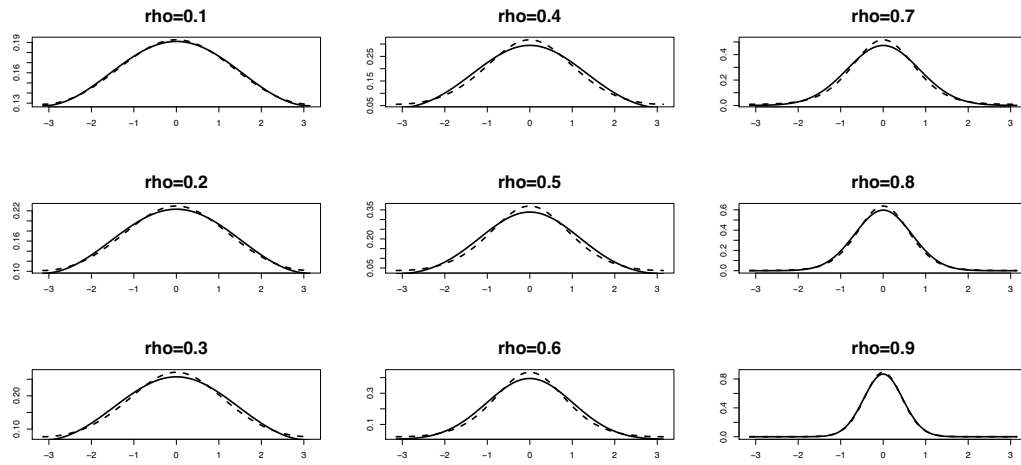 rho=0.1
0.13 0.16 0.19
−3 −2 −1 0 1 2 3
rho=0.4
0.05 0.15 0.25
−3 −2 −1 0 1 2 3
rho=0.7
0.0 0.2 0.4
−3 −2 −1 0 1 2 3
rho=0.2
0.10 0.16 0.22
−3 −2 −1 0 1 2 3
rho=0.5
0.05 0.20 0.35
−3 −2 −1 0 1 2 3
rho=0.8
0.0 0.2 0.4 0.6
−3 −2 −1 0 1 2 3
rho=0.3
0.10 0.20
−3 −2 −1 0 1 2 3
rho=0.6
0.1 0.3
−3 −2 −1 0 1 2 3
rho=0.9
0.0 0.4 0.8
−3 −2 −1 0 1 2 3